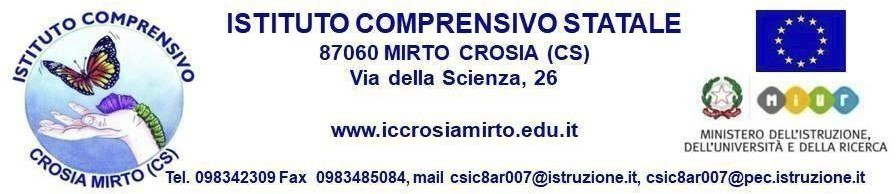 ISTITUTO COMPRENSIVO
CROSIA MIRTO (CS)
ISTITUTO COMPRENSIVO STATALE
87060 MIRTO CROSIA (CS)
Via della Scienza, 26
www.iccrosiamirto.edu.it
MIUR
MINISTERO DELL'ISTRUZIONE,
DELL'UNIVERSITÀ E DELLA RICERCA
Tel. 098342309 Fax 0983485084, mail csic8ar007@istruzione.it, csic8ar007@pec.istruzione.it